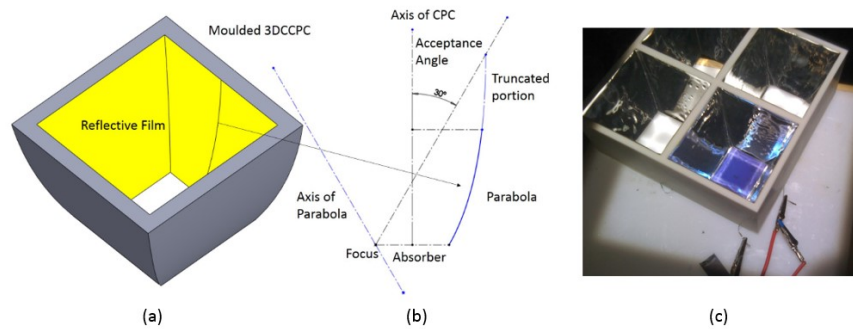 Moulded 3DCCPC
Reflective Film
Axis of CPC
Acceptance
Angle
30°
Truncated
portion
Axis of
Parabola
Parabola
Focus
Absorber
(a)
(b)
(c)